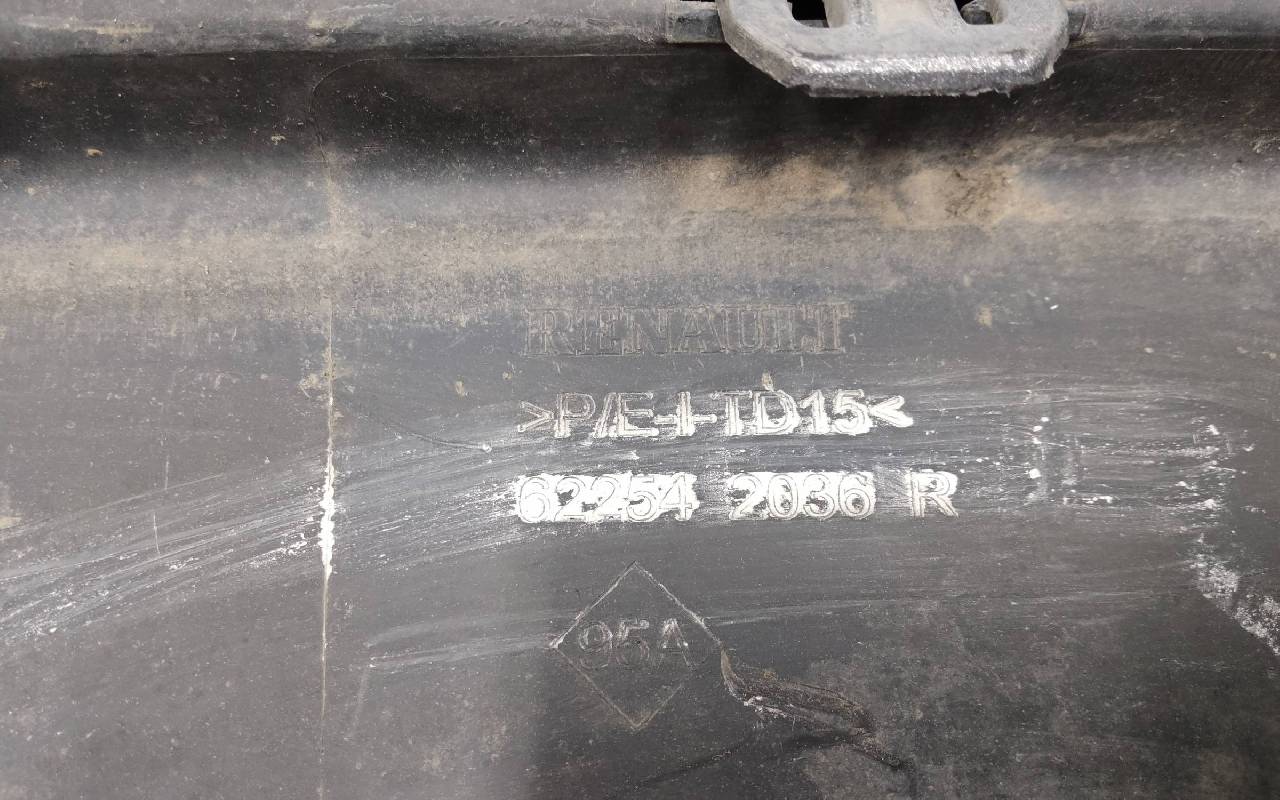 RENAULT
>P/E-I-TD15<
62254 2036 R
95A